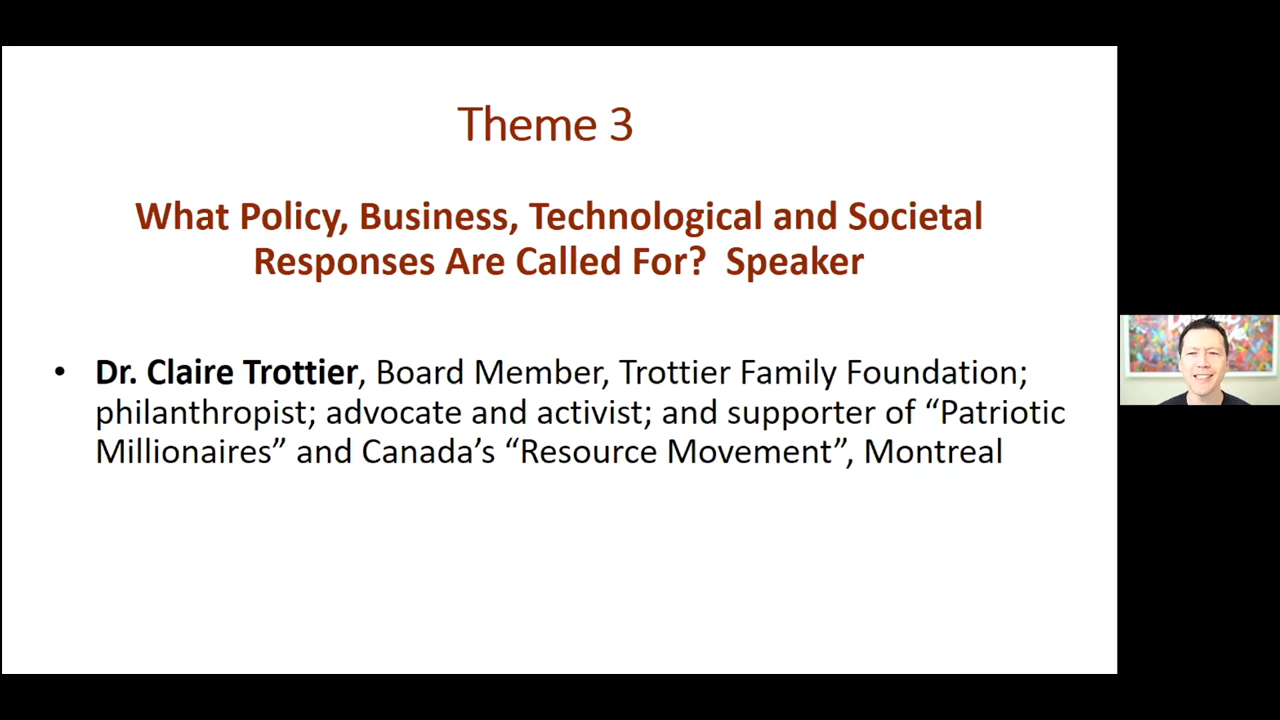 Theme 3
What Policy, Business, Technological and Societal
Responses Are Called For?  Speaker
• Dr. Claire Trottier, Board Member, Trottier Family Foundation;
philanthropist; advocate and activist; and supporter of “Patriotic
Millionaires” and Canada’s “Resource Movement”, Montreal